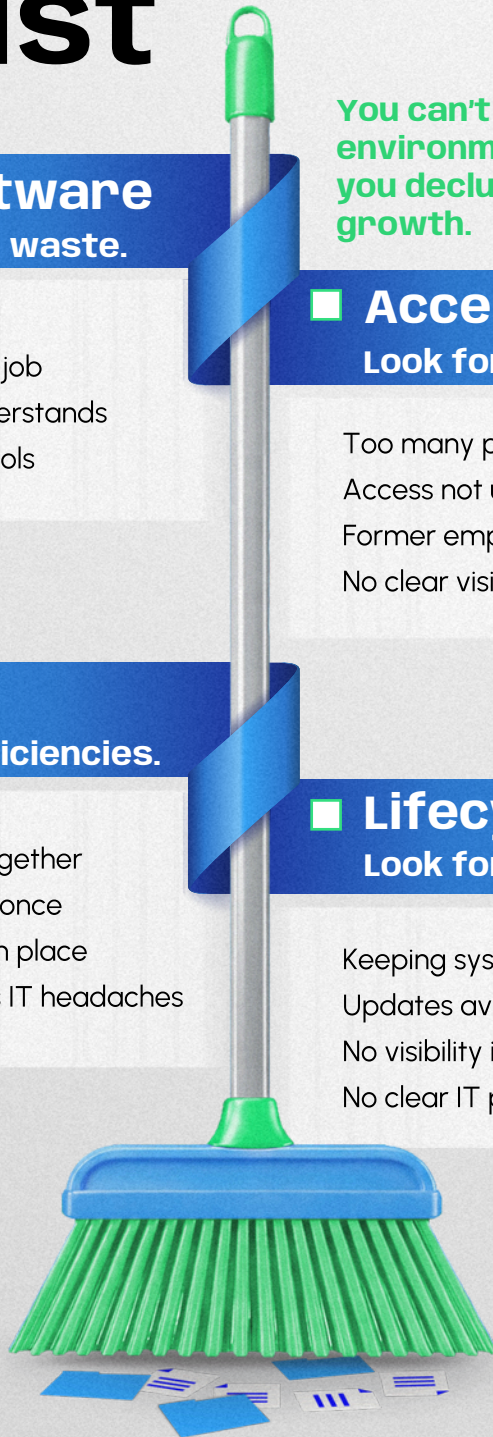 ist
tware
waste.
job
erstands
ols
You can't
environm
you declu
growth.
Acce
Look for
Too many p
Access not u
Former emp
No clear visi
iciencies.
gether
once
n place
s IT headaches
Lifecy
Look for
Keeping sys
Updates av
No visibility i
No clear IT p